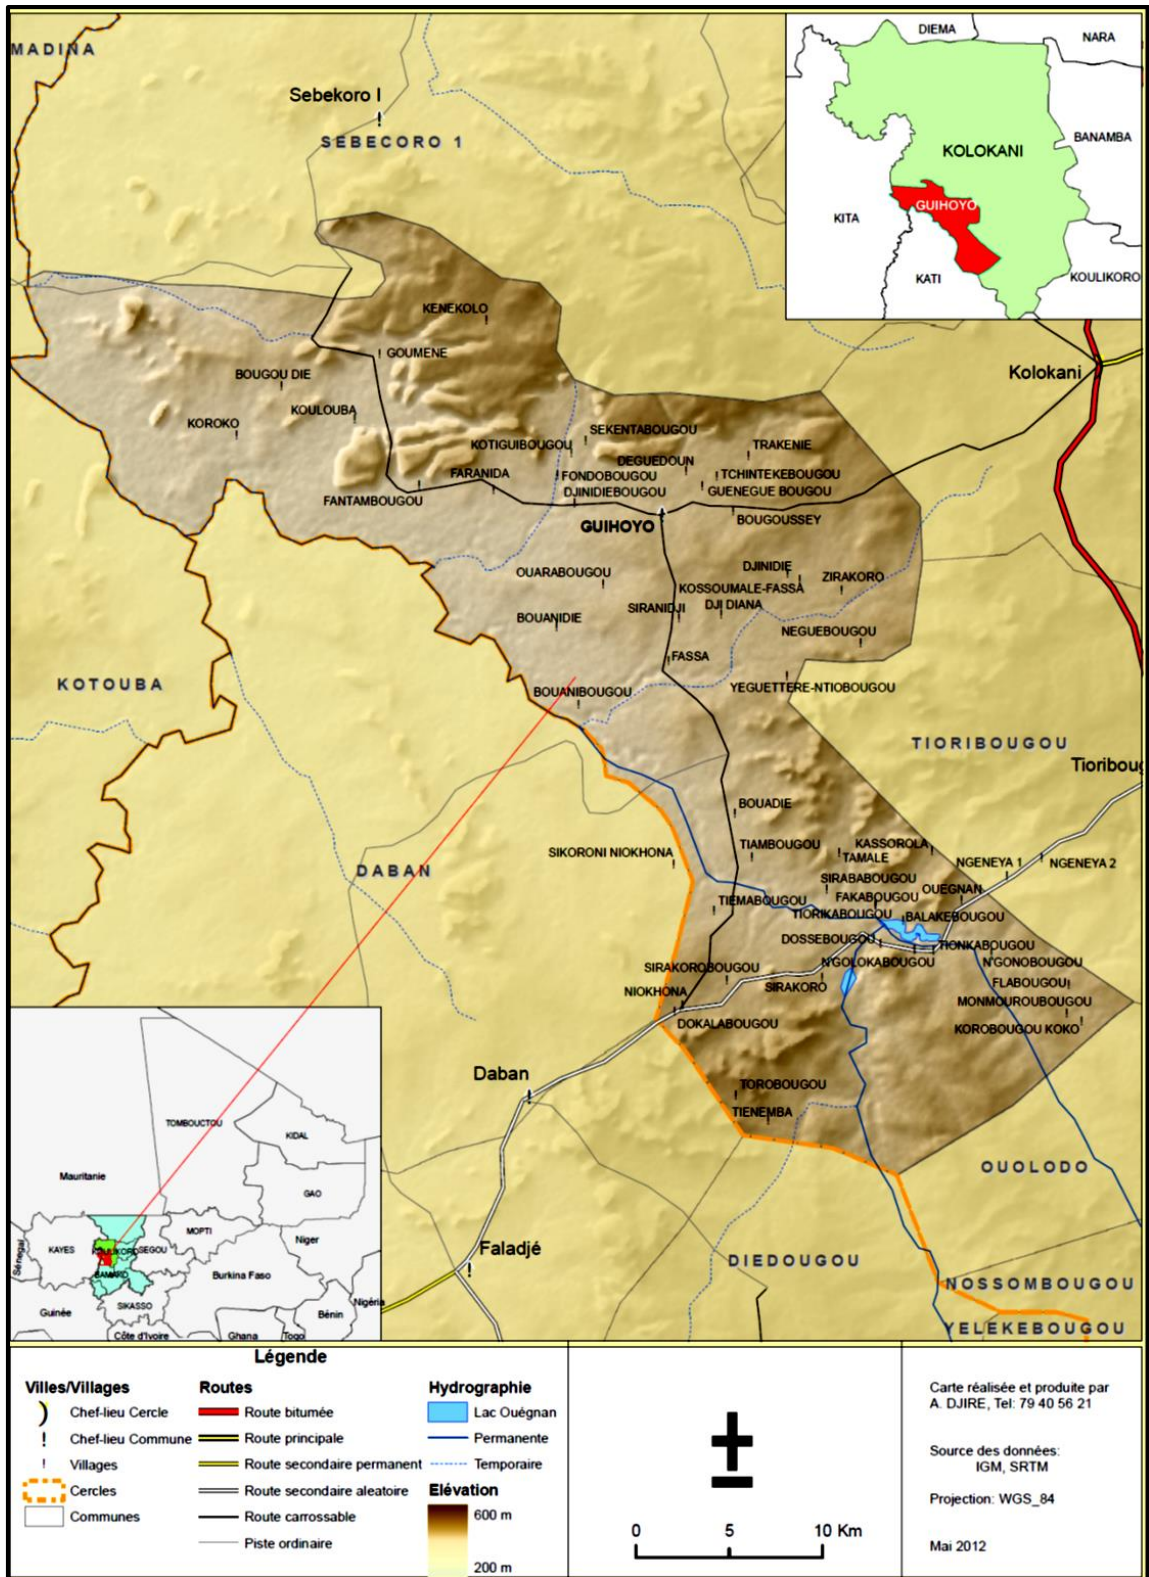 MADINA
Sebekoro I
SEBECORO 1
DIEMA
NARA
BANAMBA
KOLOKANI
GUIHOYO
KITA
KATI
KOULIKORO
KENEKOLO
GOUMENE
BOUGOU DIE
KOULOUBA
KOROKO
Kolokani
SEKENTABOUGOU
KOTIGUIBOUGOU
TRAKENIE
DEGUEDOUN
FARANIDA
FONDOBOUGOU
TCHINTEKEBOUGOU
FANTAMBOUGOU
DJINIDIEBOUGOU
GUENEGUE BOUGOU
GUIHOYO
BOUGOUSSEY
OUARABOUGOU
DJINIDIE
ZIRAKORO
KOSSOUMALE-FASSA
SIRANIDJI
DJI DIANA
BOUANIDIE
NEGUEBOUGOU
FASSA
KOTOUBA
BOUANIBOUGOU
YEGUETTERE-NTIOBOUGOU
TIORIBOUGOU
Tioriboug
BOUADIE
SIKORONI NIOKHONA
TIAMBOUGOU
KASSOROLA
TAMALE
NGENEYA 1
NGENEYA 2
DABAN
SIRABABOUGOU
OUEGNAN
FAKABOUGOU
TIEMABOUGOU
TIORIKABOUGOU
BALAKEBOUGOU
DOSSEBOUGOU
TIONKABOUGOU
N'GOLOKABOUGOU
N'GONOBOUGOU
SIRAKOROBOUGOU
SIRAKORO
FLABOUGOU
NIOKHONA
MONMOUROUBOUGOU
DOKALABOUGOU
KOROBOUGOU KOKO
Daban
TOROBOUGOU
TIENEMBA
OUOLODO
Faladjé
DIEDOUGOU
NOSSOMBOUGOU
YELEKEBOUGOU
TOMBOUCTOU
KIDAL
Mauritanie
GAO
MOPTI
Sénegal
KAYES
SEGOU
Niger
Burkina Faso
SIKASSO
Guinée
Bénin
Nigéria
Côte d'Ivoire
Ghana
Togo
Légende
Villes/Villages
Chef-lieu Cercle
Chef-lieu Commune
Villages
Cercles
Communes
Routes
Route bitumée
Route principale
Route secondaire permanent
Route secondaire aleatoire
Route carrossable
Piste ordinaire
Hydrographie
Lac Ouégnan
Permanente
Temporaire
Elévation
600 m
200 m
0 5 10 Km
Carte réalisée et produite par
A. DJIRE, Tel: 79 40 56 21
Source des données:
IGM, SRTM
Projection: WGS_84
Mai 2012